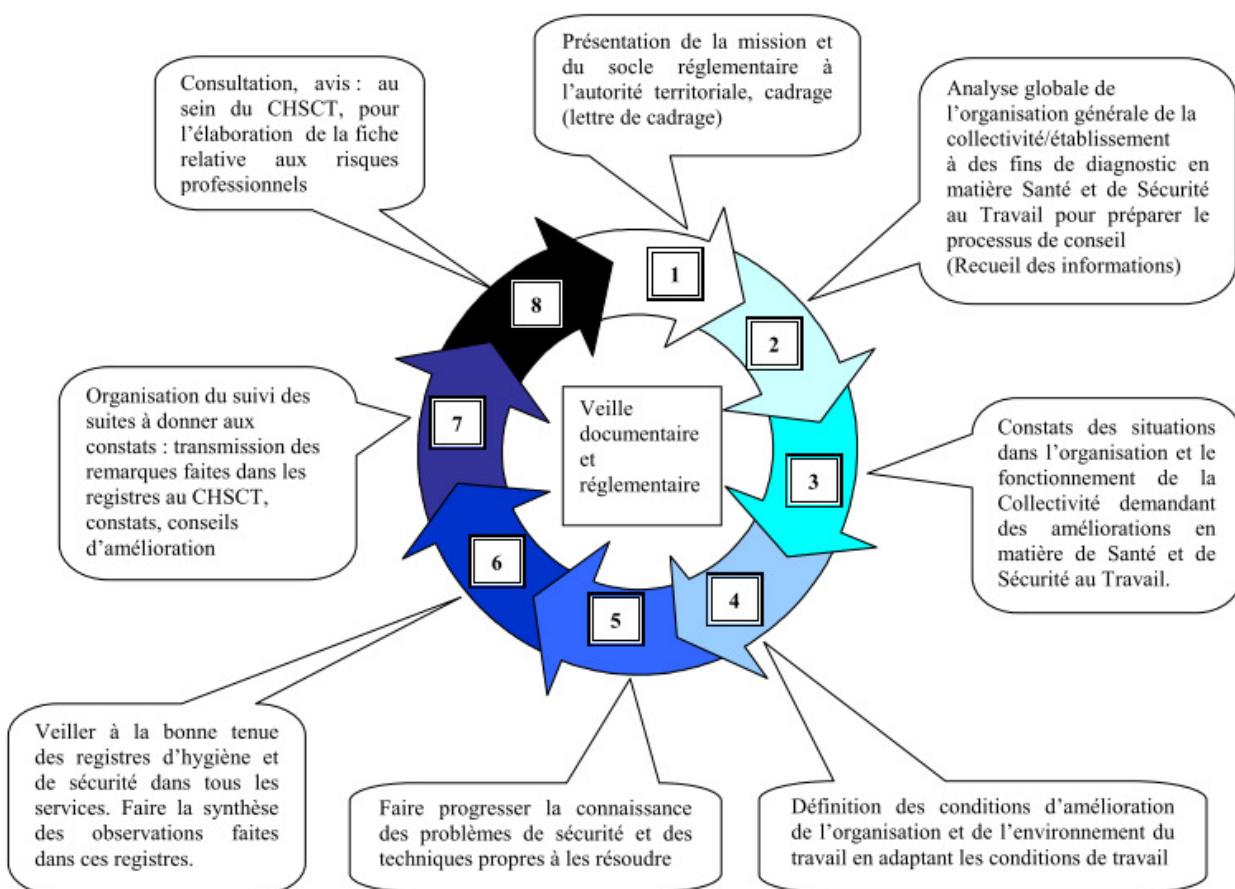 Présentation de la mission et
du socle réglementaire à
l'autorité territoriale, cadrage
(lettre de cadrage)
Consultation, avis : au
sein du CHSCT, pour
l'élaboration de la fiche
relative aux risques
professionnels
Analyse globale de
l'organisation générale de la
collectivité/établissement
à des fins de diagnostic en
matière Santé et de Sécurité
au Travail pour préparer le
processus de conseil
(Recueil des informations)
1
8
2
Organisation du suivi des
suites à donner aux
constats : transmission des
remarques faites dans les
registres au CHSCT,
constats, conseils
d'amélioration
7
Veille
documentaire
et
réglementaire
3
Constats des situations
dans l'organisation et le
fonctionnement de la
Collectivité demandant
des améliorations en
matière de Santé et de
Sécurité au Travail.
6
5
4
Veiller à la bonne tenue
des registres d'hygiène et
de sécurité dans tous les
services. Faire la synthèse
des observations faites
dans ces registres.
Faire progresser la connaissance
des problèmes de sécurité et des
techniques propres à les résoudre
Définition des conditions d'amélioration
de l'organisation et de l'environnement du
travail en adaptant les conditions de travail